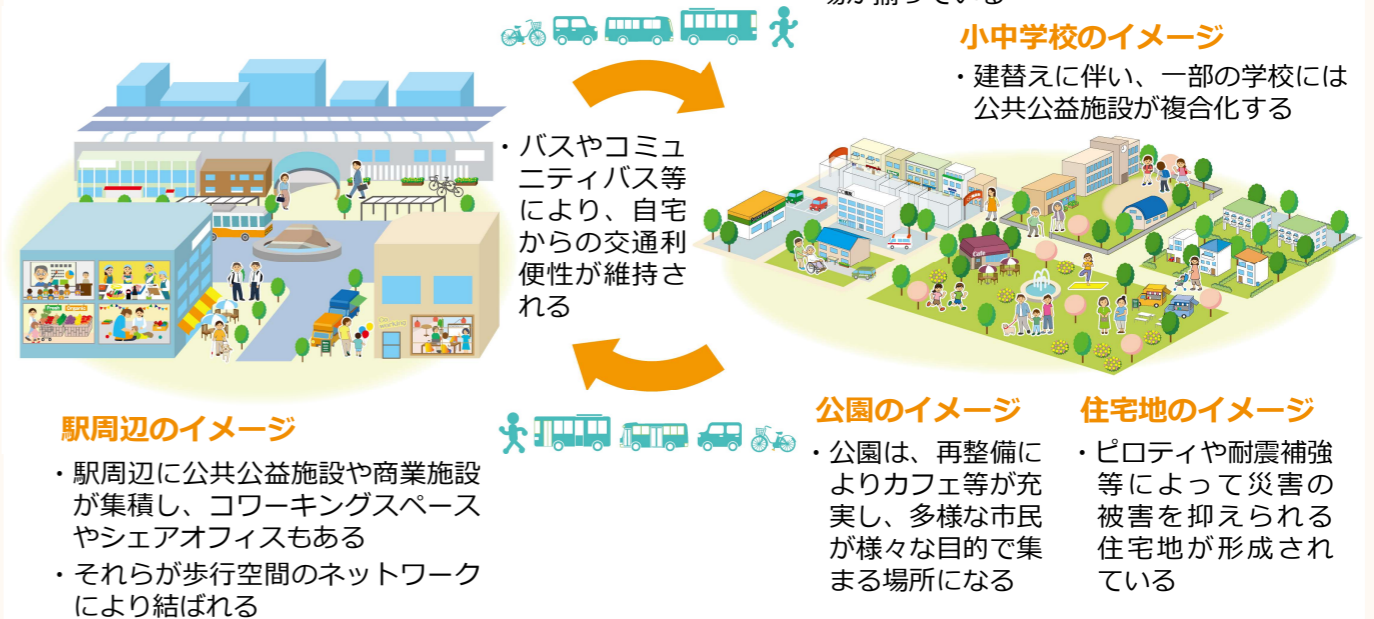 場が揃っている
小中学校のイメージ
・建替えに伴い、一部の学校には
公共公益施設が複合化する
・バスやコミュ
ニティバス等
により、自宅
からの交通利
便性が維持さ
れる
駅周辺のイメージ
・駅周辺に公共公益施設や商業施設
が集積し、コワーキングスペース
やシェアオフィスもある
・それらが歩行空間のネットワーク
により結ばれる
公園のイメージ
・公園は、再整備に
よりカフェ等が充
実し、多様な市民
が様々な目的で集
まる場所になる
住宅地のイメージ
・ピロティや耐震補強
等によって災害の
被害を抑えられる
住宅地が形成され
ている
Cafe